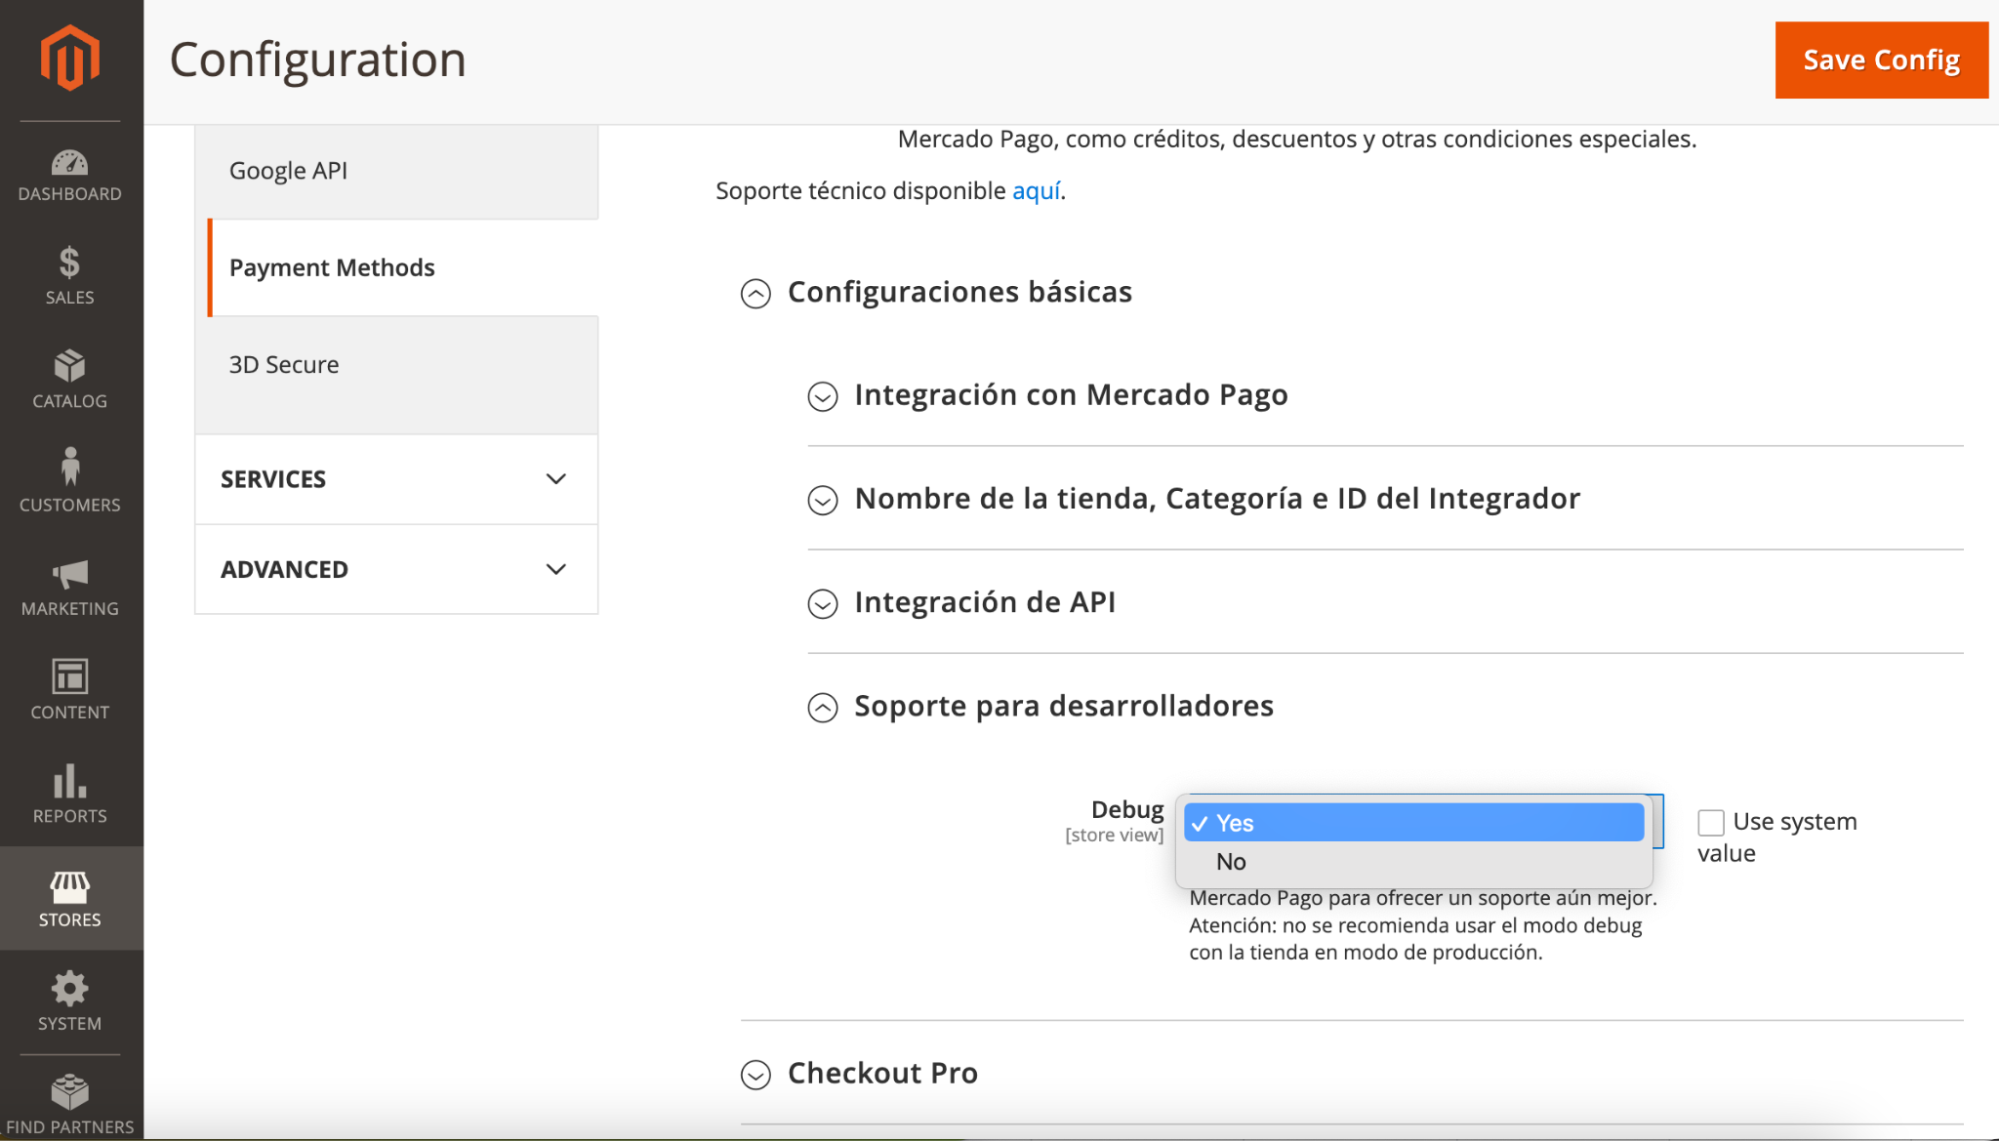 Configuration
Save Config
DASHBOARD
SALES
CATALOG
CUSTOMERS
MARKETING
CONTENT
REPORTS
STORES
SYSTEM
FIND PARTNERS
Google API
Payment Methods
3D Secure
SERVICES
ADVANCED
Mercado Pago, como créditos, descuentos y otras condiciones especiales.
Soporte técnico disponible aquí.
Configuraciones básicas
Integración con Mercado Pago
Nombre de la tienda, Categoría e ID del Integrador
Integración de API
Soporte para desarrolladores
Debug
[store view]
Yes
No
Use system
value
Mercado Pago para ofrecer un soporte aún mejor.
Atención: no se recomienda usar el modo debug
con la tienda en modo de producción.
Checkout Pro